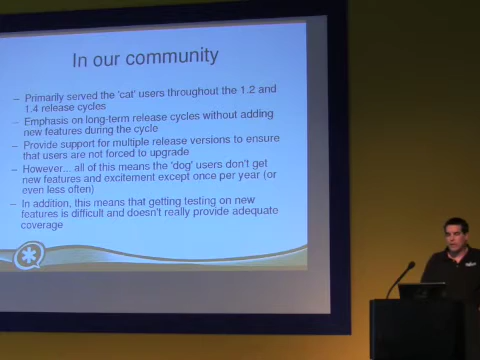 In our community
– Primarily served the 'cat' users throughout the 1.2 and
1.4 release cycles
– Emphasis on long-term release cycles without adding
new features during the cycle
– Provide support for multiple release versions to ensure
that users are not forced to upgrade
– However... all of this means the 'dog' users don't get
new features and excitement except once per year (or
even less often)
– In addition, this means that getting testing on new
features is difficult and doesn't really provide adequate
coverage